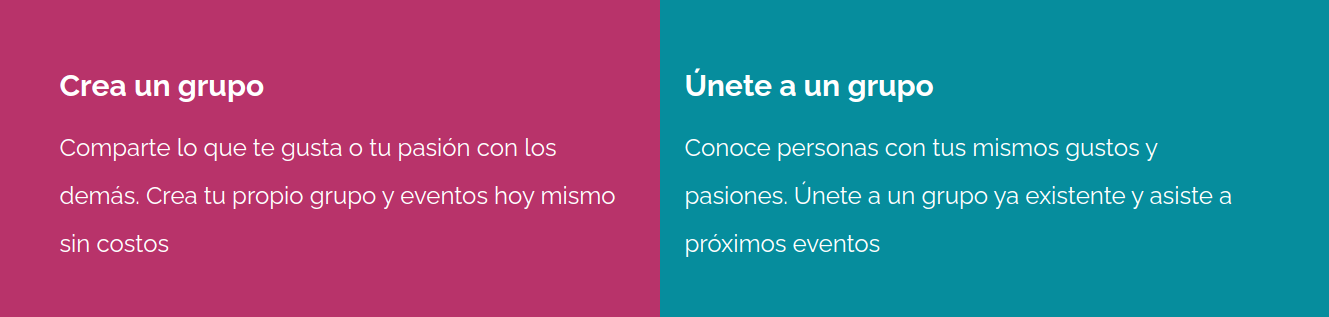 Crea un grupo
Comparte lo que te gusta o tu pasión con los
demás. Crea tu propio grupo y eventos hoy mismo
sin costos
Únete a un grupo
Conoce personas con tus mismos gustos y
pasiones. Únete a un grupo ya existente y asiste a
próximos eventos